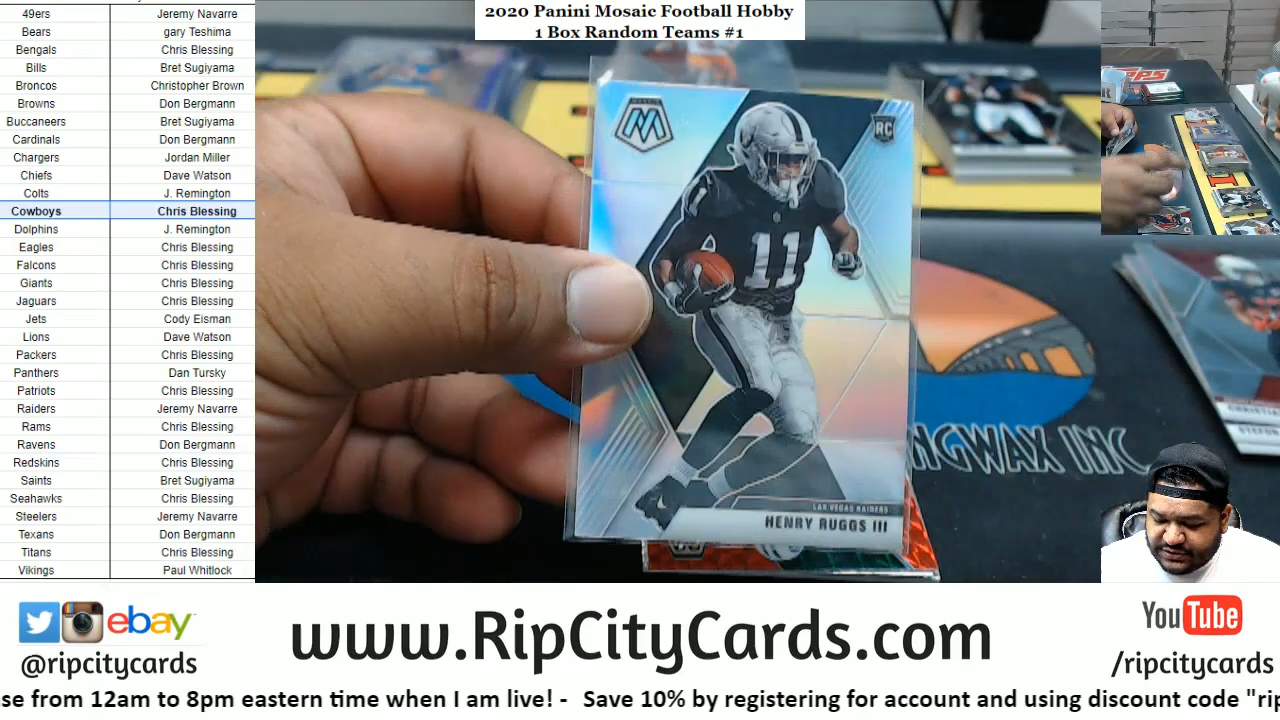 2020 Panini Mosaic Football Hobby
1 Box Random Teams #1
49ers Jeremy Navarre
Bears gary Teshima
Bengals Chris Blessing
Bills Bret Sugiyama
Broncos Christopher Brown
Browns Don Bergmann
Buccaneers Bret Sugiyama
Cardinals Don Bergmann
Chargers Jordan Miller
Chiefs Dave Watson
Colts J. Remington
Cowboys Chris Blessing
Dolphins J. Remington
Eagles Chris Blessing
Falcons Chris Blessing
Giants Chris Blessing
Jaguars Chris Blessing
Jets Cody Eisman
Lions Dave Watson
Packers Chris Blessing
Panthers Dan Tursky
Patriots Chris Blessing
Raiders Jeremy Navarre
Rams Chris Blessing
Ravens Don Bergmann
Redskins Chris Blessing
Saints Bret Sugiyama
Seahawks Chris Blessing
Steelers Jeremy Navarre
Texans Don Bergmann
Titans Chris Blessing
Vikings Paul Whitlock
MOSAIC
M
RC
11
11
LAS VEGAS RAIDERS
HENRY RUGGS III
NGWAX INC
CHRISTIA
STEFON
TOPPS
ebay
@ripcitycards
www.RipCityCards.com
YouTube
/ripcitycards
se from 12am to 8pm eastern time when I am live! - Save 10% by registering for account and using discount code "rip